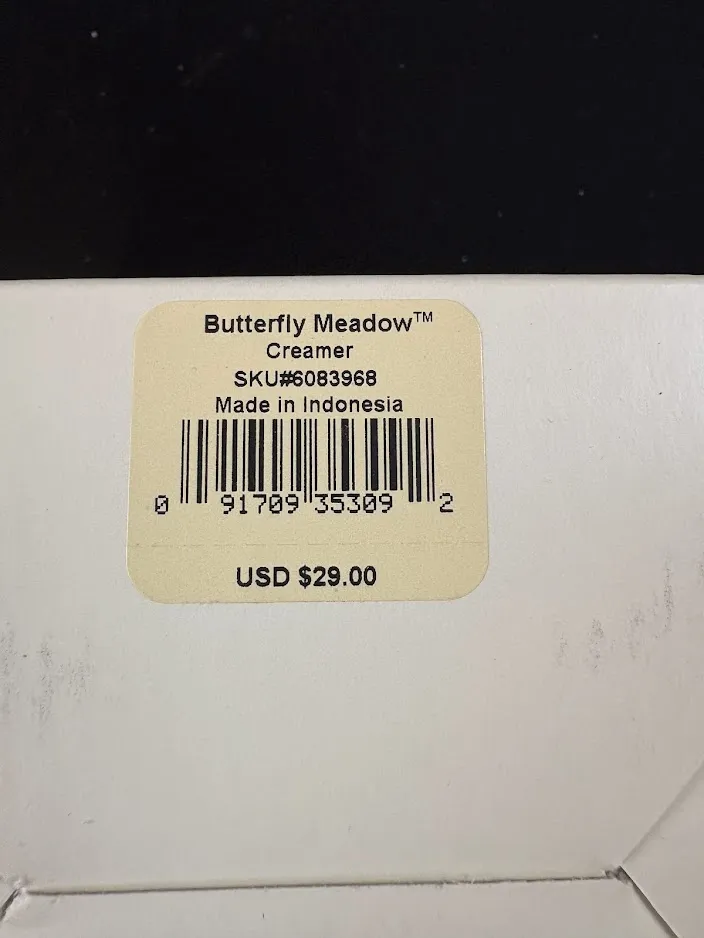 Butterfly Meadow™
Creamer
SKU#6083968
Made in Indonesia
0 91709 35309 2
USD $29.00